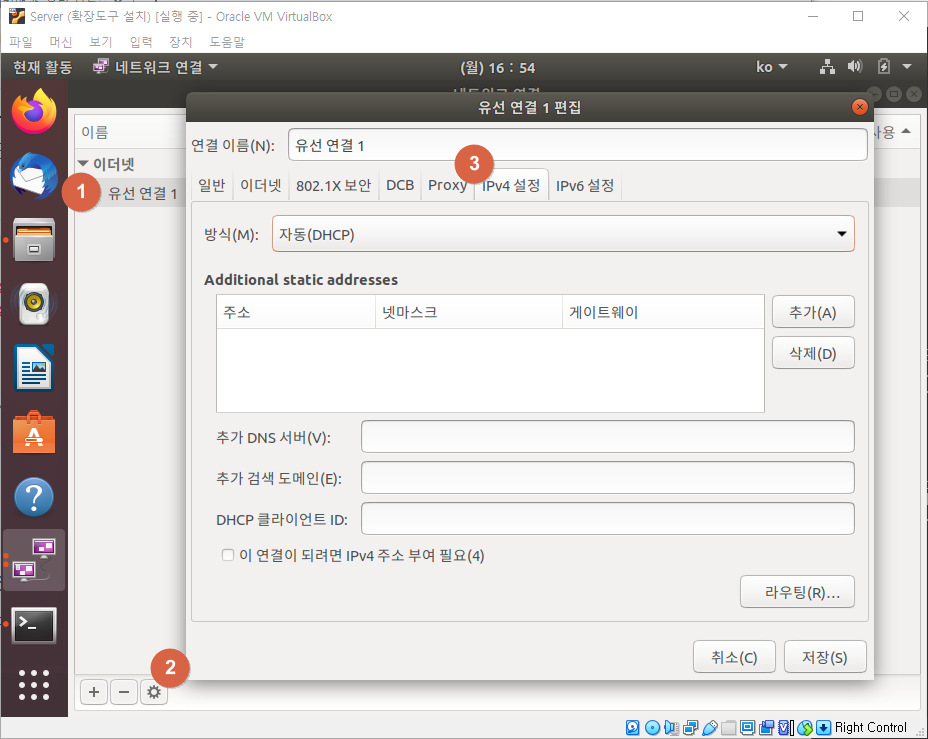 Server (확장도구 설치) [실행 중] - Oracle VM VirtualBox
파일 머신 보기 입력 장치 도움말
현재 활동 네트워크 연결 (월) 16 : 54 ko
네트워크 연결
유선 연결 1 편집
이름 사용
연결 이름(N): 유선 연결 1
이더넷
3
1 유선 연결 1
일반 이더넷 802.1X 보안 DCB Proxy IPv4 설정 IPv6 설정
방식(M): 자동(DHCP)
Additional static addresses
주소 넷마스크 게이트웨이
추가(A)
삭제(D)
추가 DNS 서버(V):
추가 검색 도메인(E):
DHCP 클라이언트 ID:
이 연결이 되려면 IPv4 주소 부여 필요(4)
라우팅(R)...
취소(C) 저장(S)
2
Right Control